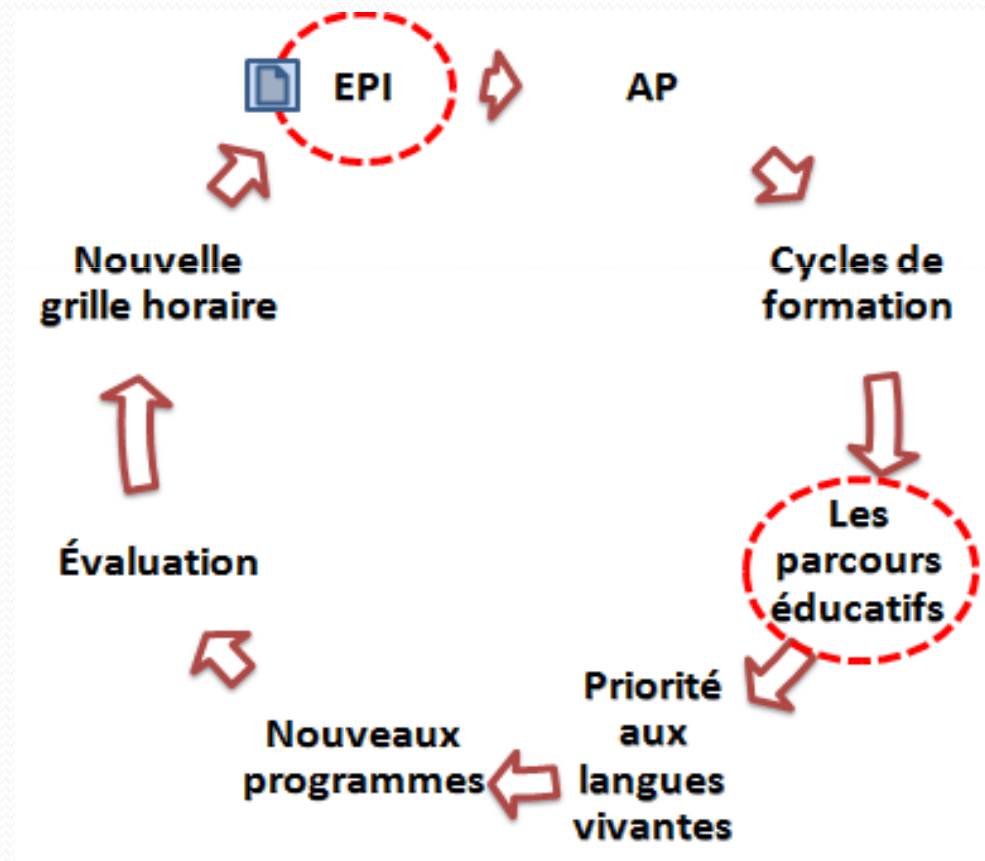 EPI
AP
Cycles de
formation
Les
parcours
éducatifs
Priorité
aux
langues
vivantes
Nouveaux
programmes
Évaluation
Nouvelle
grille horaire